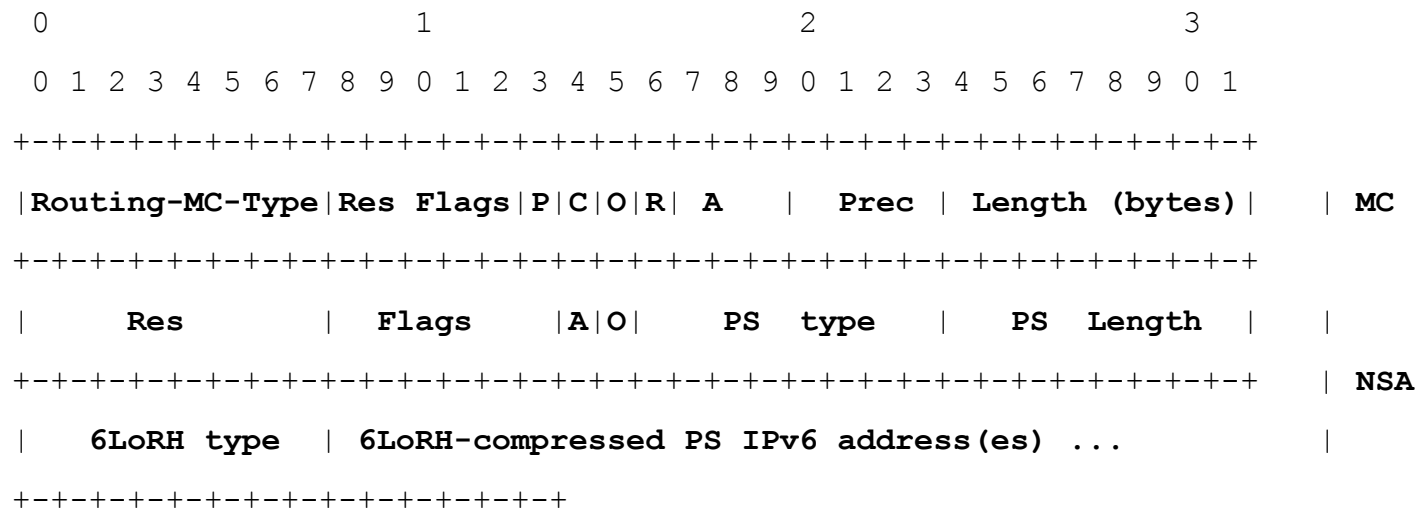 0                   1                   2                   3
 0 1 2 3 4 5 6 7 8 9 0 1 2 3 4 5 6 7 8 9 0 1 2 3 4 5 6 7 8 9 0 1
+-+-+-+-+-+-+-+-+-+-+-+-+-+-+-+-+-+-+-+-+-+-+-+-+-+-+-+-+-+-+-+-+
|Routing-MC-Type|Res Flags|P|C|O|R| A   |  Prec | Length (bytes)|   | MC
+-+-+-+-+-+-+-+-+-+-+-+-+-+-+-+-+-+-+-+-+-+-+-+-+-+-+-+-+-+-+-+-+
|     Res       |  Flags    |A|O|    PS  type   |   PS  Length  |   |
+-+-+-+-+-+-+-+-+-+-+-+-+-+-+-+-+-+-+-+-+-+-+-+-+-+-+-+-+-+-+-+-+   | NSA
|   6LoRH type  | 6LoRH-compressed PS IPv6 address(es) ...          |
+-+-+-+-+-+-+-+-+-+-+-+-+-+-+